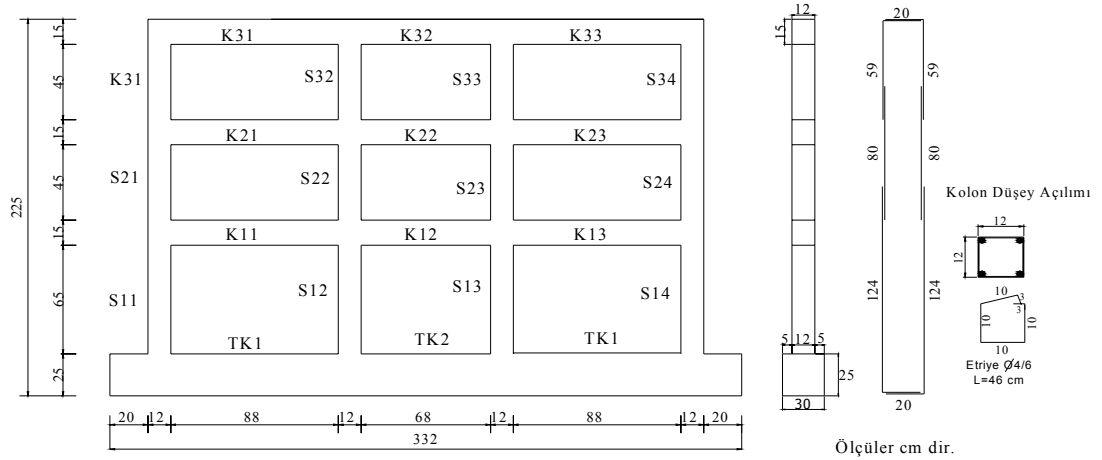 12
20
15
K31 K32 K33
15
K31
S32 S33 S34
45
59 59
15
K21 K22 K23
225
S21
S22 S23 S24
45
80 80
Kolon Düşey Açılımı
12
12
15
K11 K12 K13
S11
S12 S13 S14
65
124 124
10 3
3
10 10
10
TK1 TK2 TK1
5 12 5
Etriye Ø4/6
L=46 cm
25
25
30
20
20 12 88 12 68 12 88 12 20
332
Ölçüler cm dir.